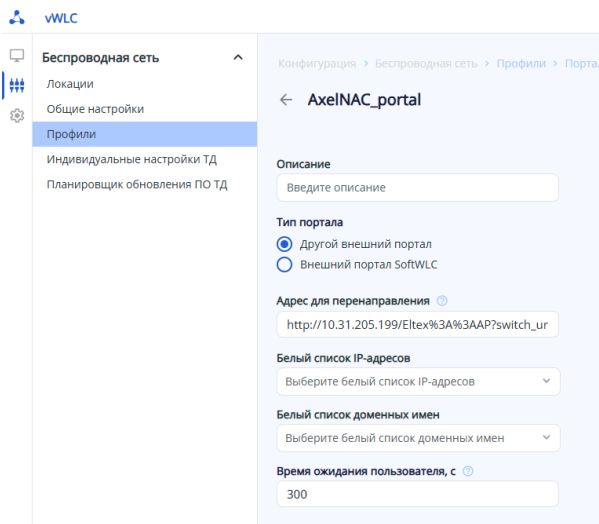 vWLC
Беспроводная сеть
Локации
Общие настройки
Профили
Индивидуальные настройки ТД
Планировщик обновления ПО ТД
Конфигурация > Беспроводная сеть > Профили > Порта
← AxelNAC_portal
Описание
Введите описание
Тип портала
Другой внешний портал
Внешний портал SoftWLC
Адрес для перенаправления ?
http://10.31.205.199/Eltex%3A%3AAP?switch_ur
Белый список IP-адресов
Выберите белый список IP-адресов
Белый список доменных имен
Выберите белый список доменных имен
Время ожидания пользователя, с ?
300